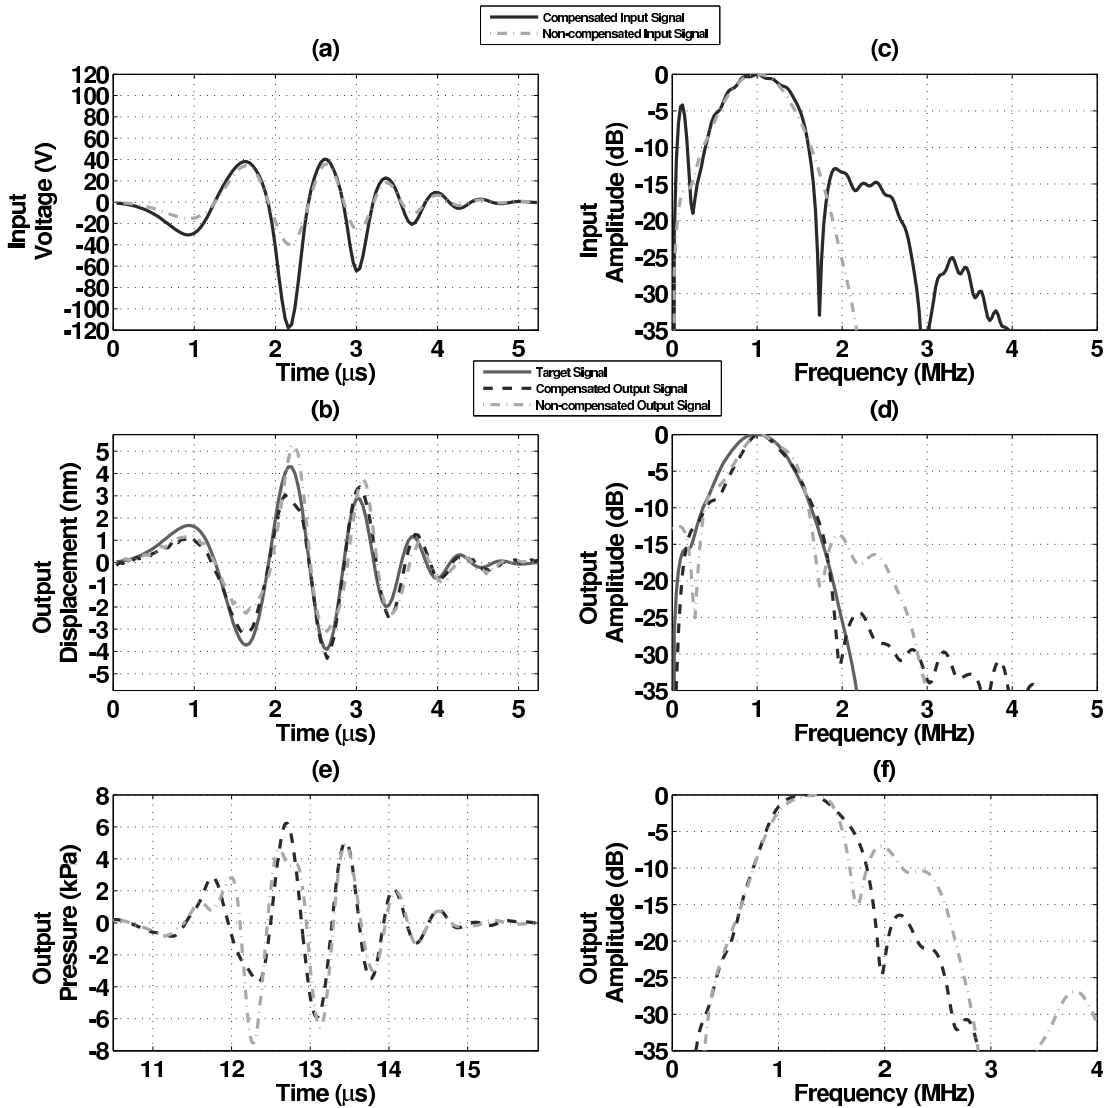 Compensated Input Signal
Non-compensated Input Signal
(a)
120
100
80
60
40
20
0
-20
-40
-60
-80
-100
-120
Input
Voltage (V)
0 1 2 3 4 5
Time (μs)
(c)
0
-5
-10
-15
-20
-25
-30
-35
Input
Amplitude (dB)
0 1 2 3 4 5
Frequency (MHz)
Target Signal
Compensated Output Signal
Non-compensated Output Signal
(b)
5
4
3
2
1
0
-1
-2
-3
-4
-5
Output
Displacement (nm)
0 1 2 3 4 5
Time (μs)
(d)
0
-5
-10
-15
-20
-25
-30
-35
Output
Amplitude (dB)
0 1 2 3 4 5
Frequency (MHz)
(e)
8
6
4
2
0
-2
-4
-6
-8
Output
Pressure (kPa)
11 12 13 14 15
Time (μs)
(f)
0
-5
-10
-15
-20
-25
-30
-35
Output
Amplitude (dB)
0 1 2 3 4
Frequency (MHz)